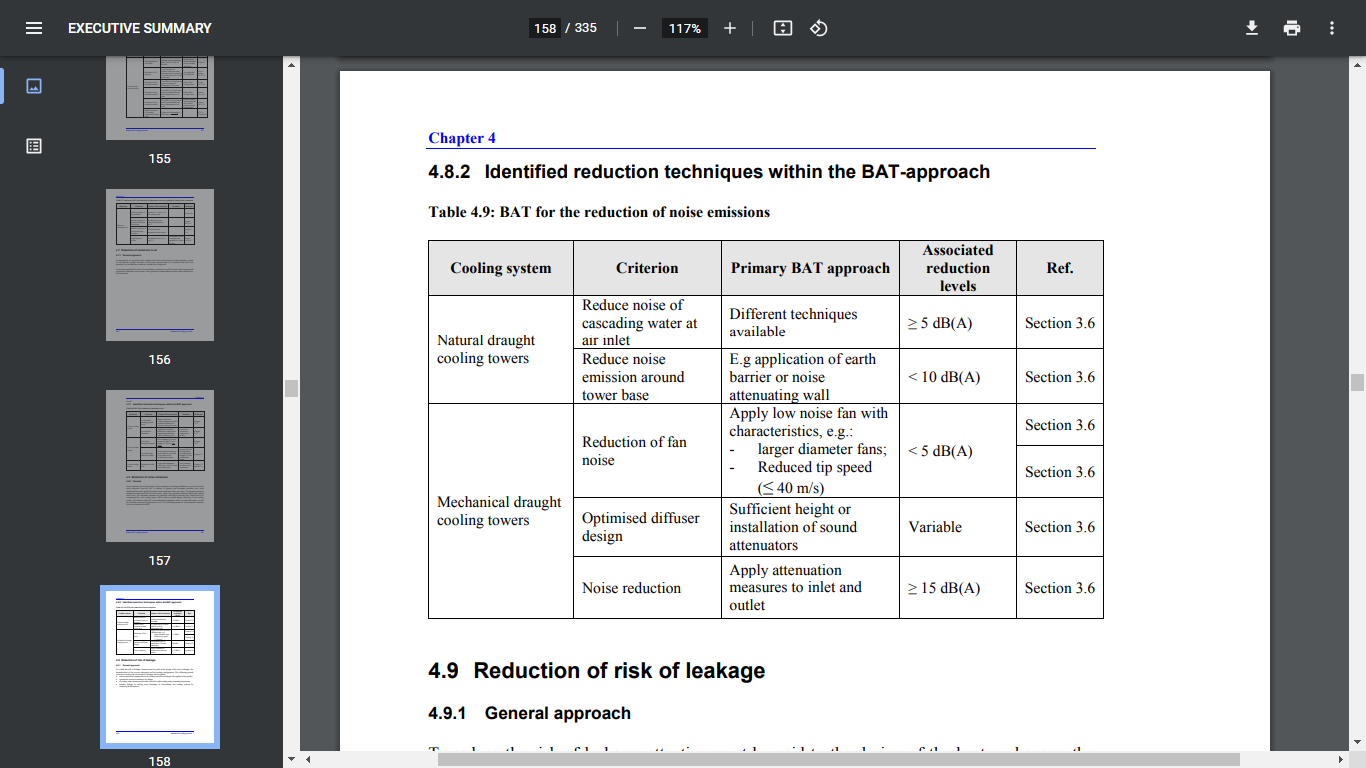 EXECUTIVE SUMMARY
158 / 335
117%
155
156
157
158
Chapter 4
4.8.2 Identified reduction techniques within the BAT-approach
Table 4.9: BAT for the reduction of noise emissions
Cooling system
Criterion
Primary BAT approach
Associated
reduction
levels
Ref.
Natural draught
cooling towers
Reduce noise of
cascading water at
air inlet
Different techniques
available
≥ 5 dB(A)
Section 3.6
Reduce noise
emission around
tower base
E.g application of earth
barrier or noise
attenuating wall
< 10 dB(A)
Section 3.6
Mechanical draught
cooling towers
Reduction of fan
noise
Apply low noise fan with
characteristics, e.g.:
- larger diameter fans;
- Reduced tip speed
(≤ 40 m/s)
< 5 dB(A)
Section 3.6
Section 3.6
Optimised diffuser
design
Sufficient height or
installation of sound
attenuators
Variable
Section 3.6
Noise reduction
Apply attenuation
measures to inlet and
outlet
≥ 15 dB(A)
Section 3.6
4.9 Reduction of risk of leakage
4.9.1 General approach